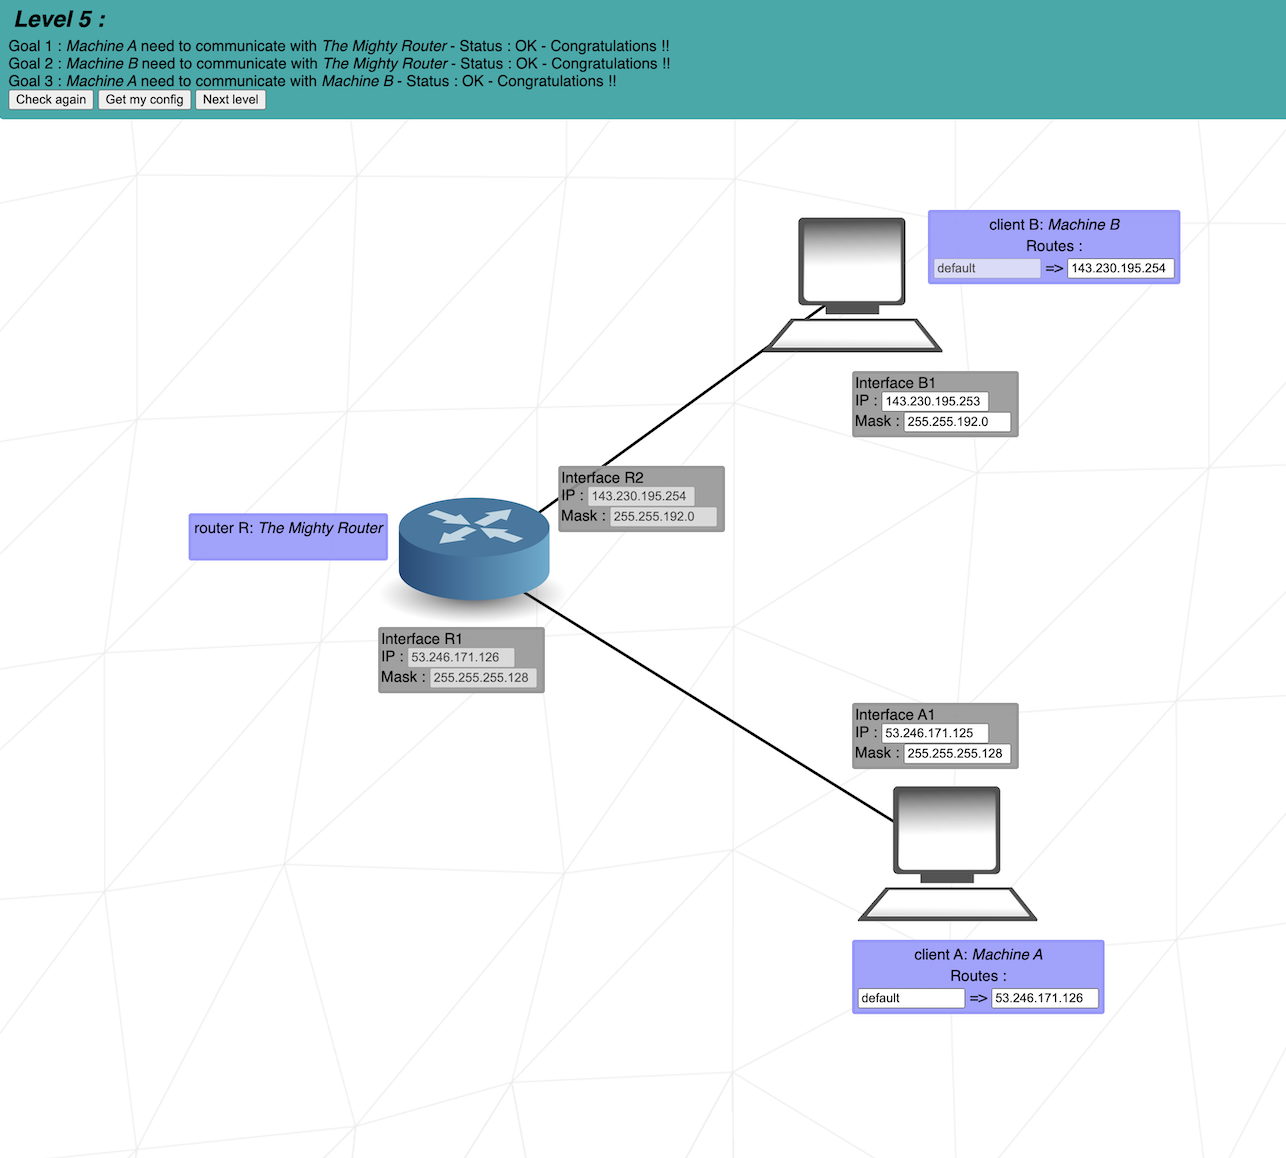 Level 5 :
Goal 1 : Machine A need to communicate with The Mighty Router - Status : OK - Congratulations !!
Goal 2 : Machine B need to communicate with The Mighty Router - Status : OK - Congratulations !!
Goal 3 : Machine A need to communicate with Machine B - Status : OK - Congratulations !!
Check again Get my config Next level
client B: Machine B
Routes :
default => 143.230.195.254
Interface B1
IP : 143.230.195.253
Mask : 255.255.192.0
Interface R2
IP : 143.230.195.254
Mask : 255.255.192.0
router R: The Mighty Router
Interface R1
IP : 53.246.171.126
Mask : 255.255.255.128
Interface A1
IP : 53.246.171.125
Mask : 255.255.255.128
client A: Machine A
Routes :
default => 53.246.171.126